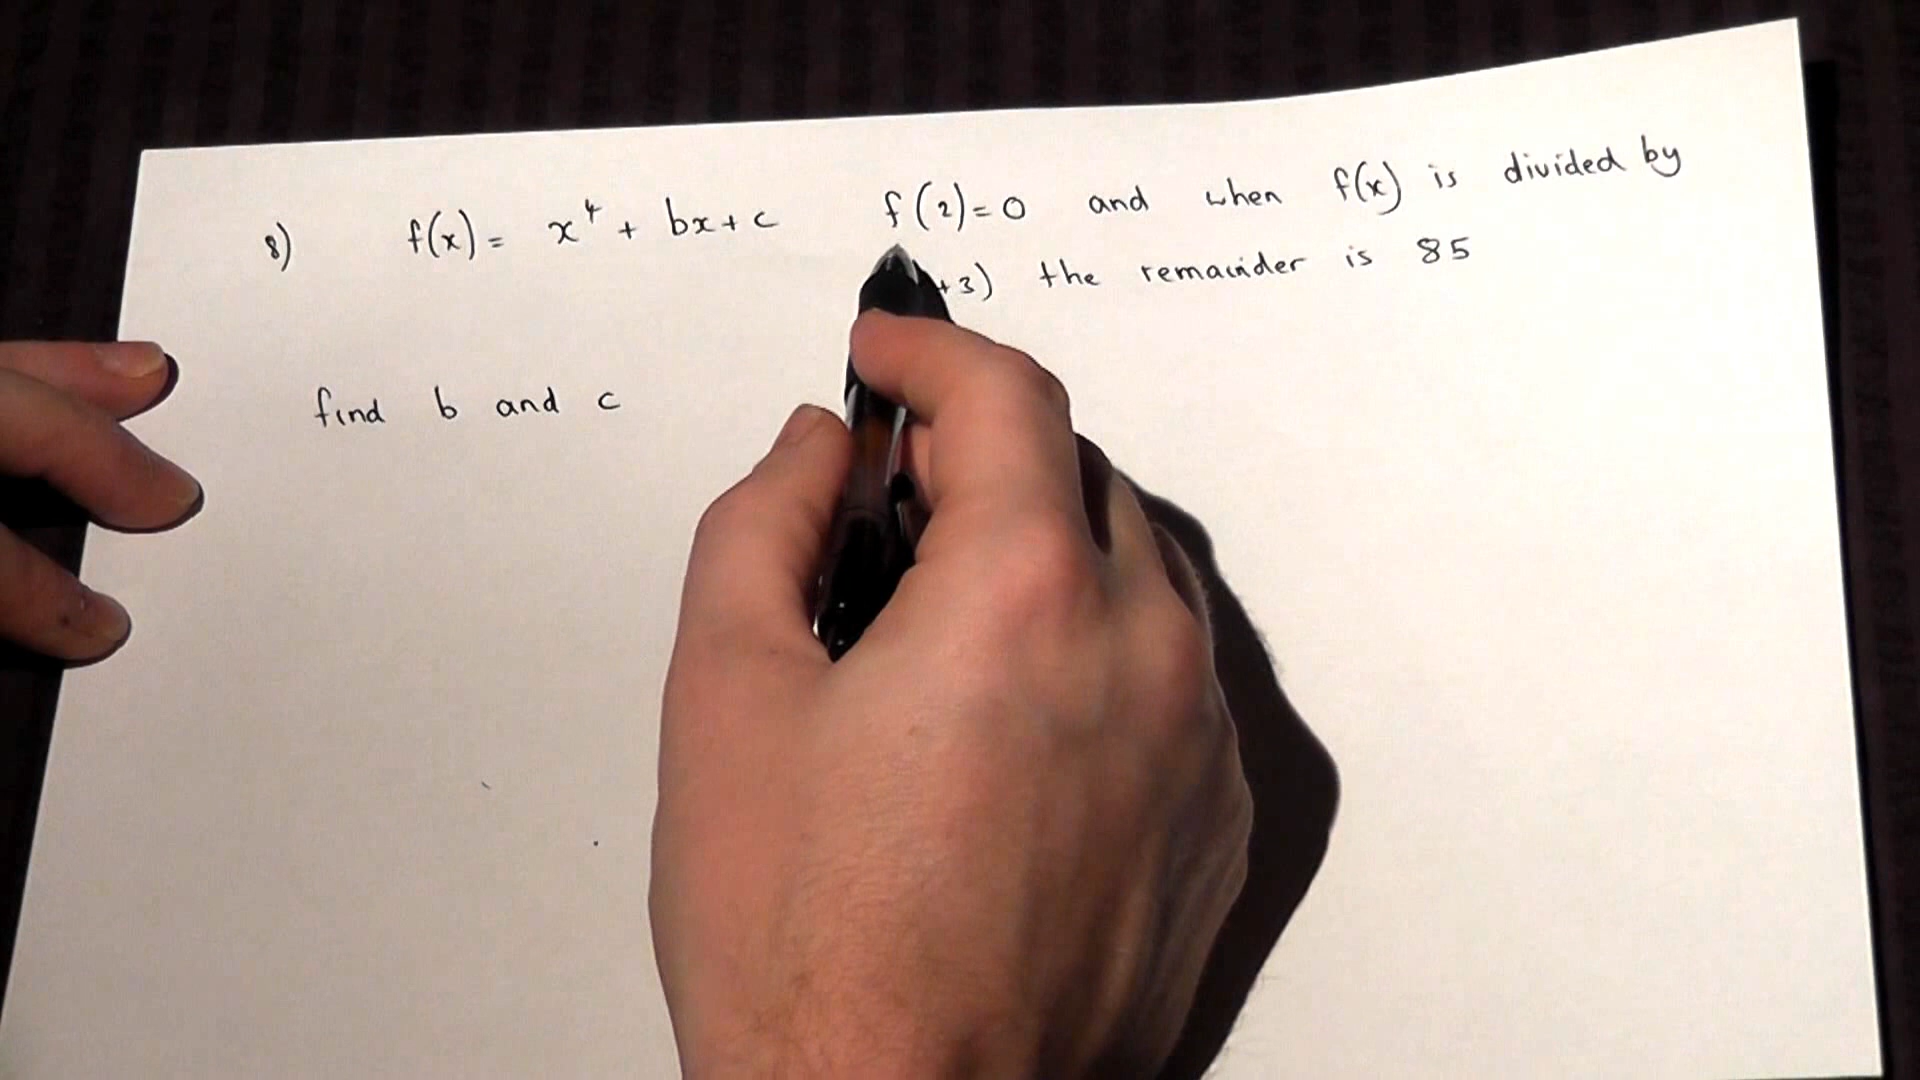 8) f(x) = x⁴ + bx + c f(2) = 0 and when f(x) is divided by
+3) the remainder is 85
find b and c